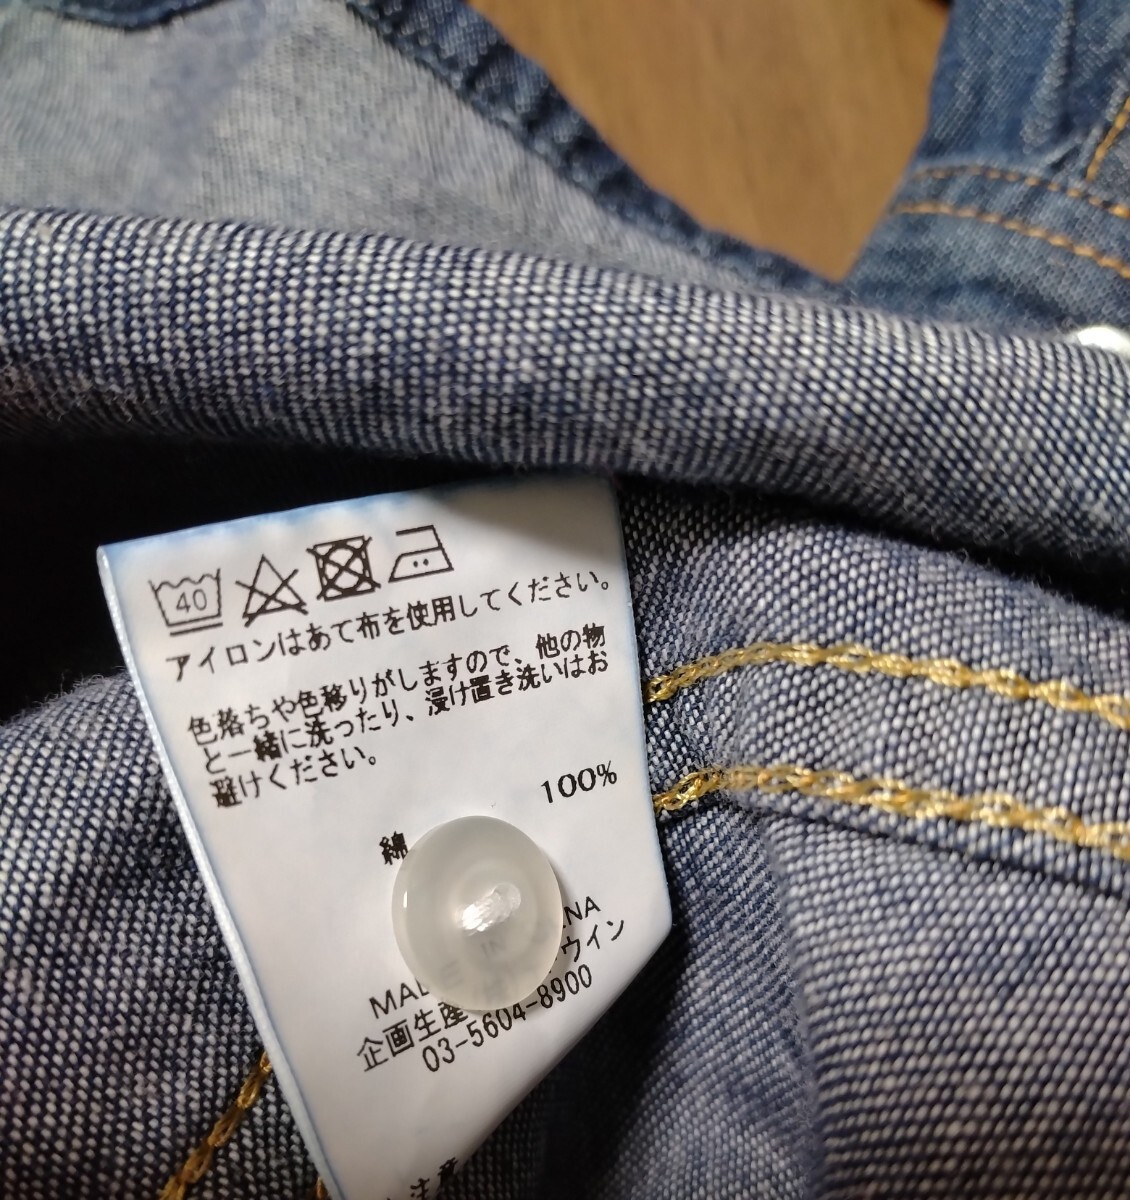 40
アイロンはあて布を使用してください。
色落ちや色移りがしますので、他の物
と一緒に洗ったり、浸け置き洗いはお
避けください。
綿 100%
IN
企画生産 ウイン
03-5604-8900
注意